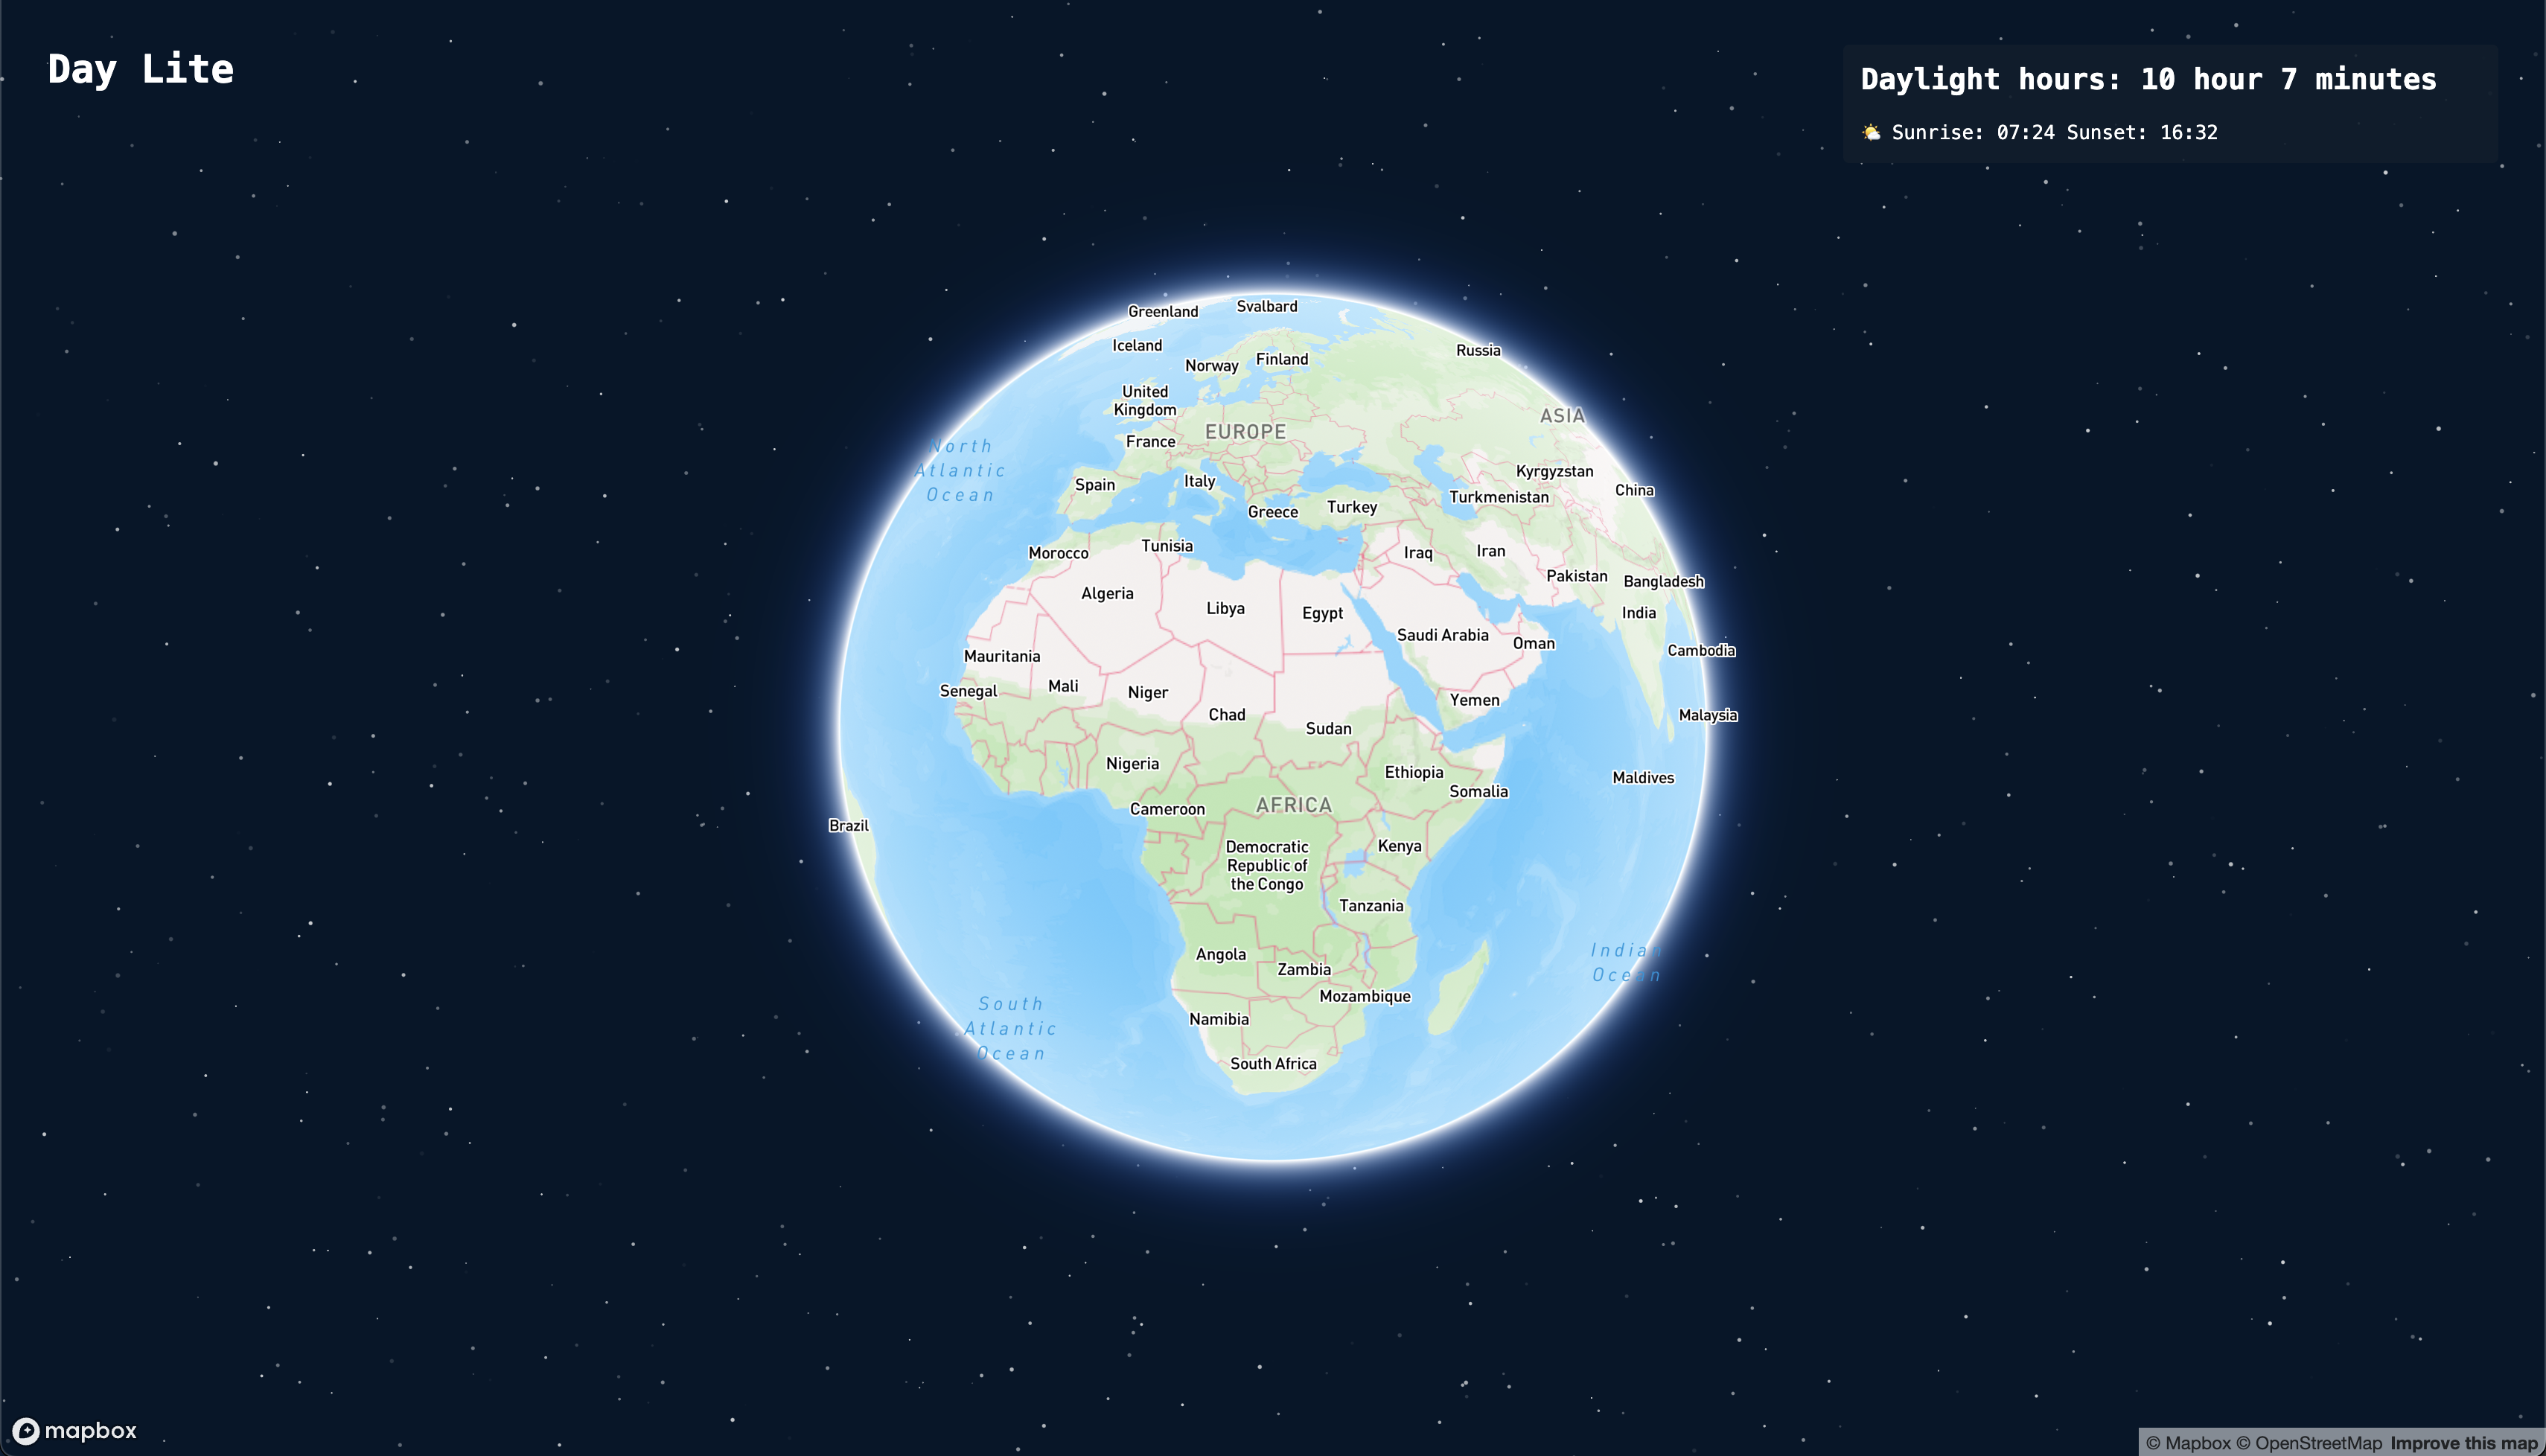 Day Lite
Daylight hours: 10 hour 7 minutes
Sunrise: 07:24 Sunset: 16:32
Greenland
Svalbard
Iceland
Norway
Finland
Russia
United
Kingdom
ASIA
EUROPE
France
North
Atlantic
Ocean
Spain
Italy
Kyrgyzstan
China
Turkmenistan
Greece
Turkey
Morocco
Tunisia
Iraq
Iran
Pakistan
Bangladesh
Algeria
Libya
Egypt
India
Saudi Arabia
Oman
Cambodia
Mauritania
Senegal
Mali
Niger
Yemen
Chad
Malaysia
Sudan
Nigeria
Ethiopia
Maldives
Somalia
Cameroon
AFRICA
Brazil
Democratic
Republic of
the Congo
Kenya
Tanzania
Angola
Zambia
Indian
Ocean
Mozambique
South
Atlantic
Ocean
Namibia
South Africa
mapbox
© Mapbox © OpenStreetMap Improve this map